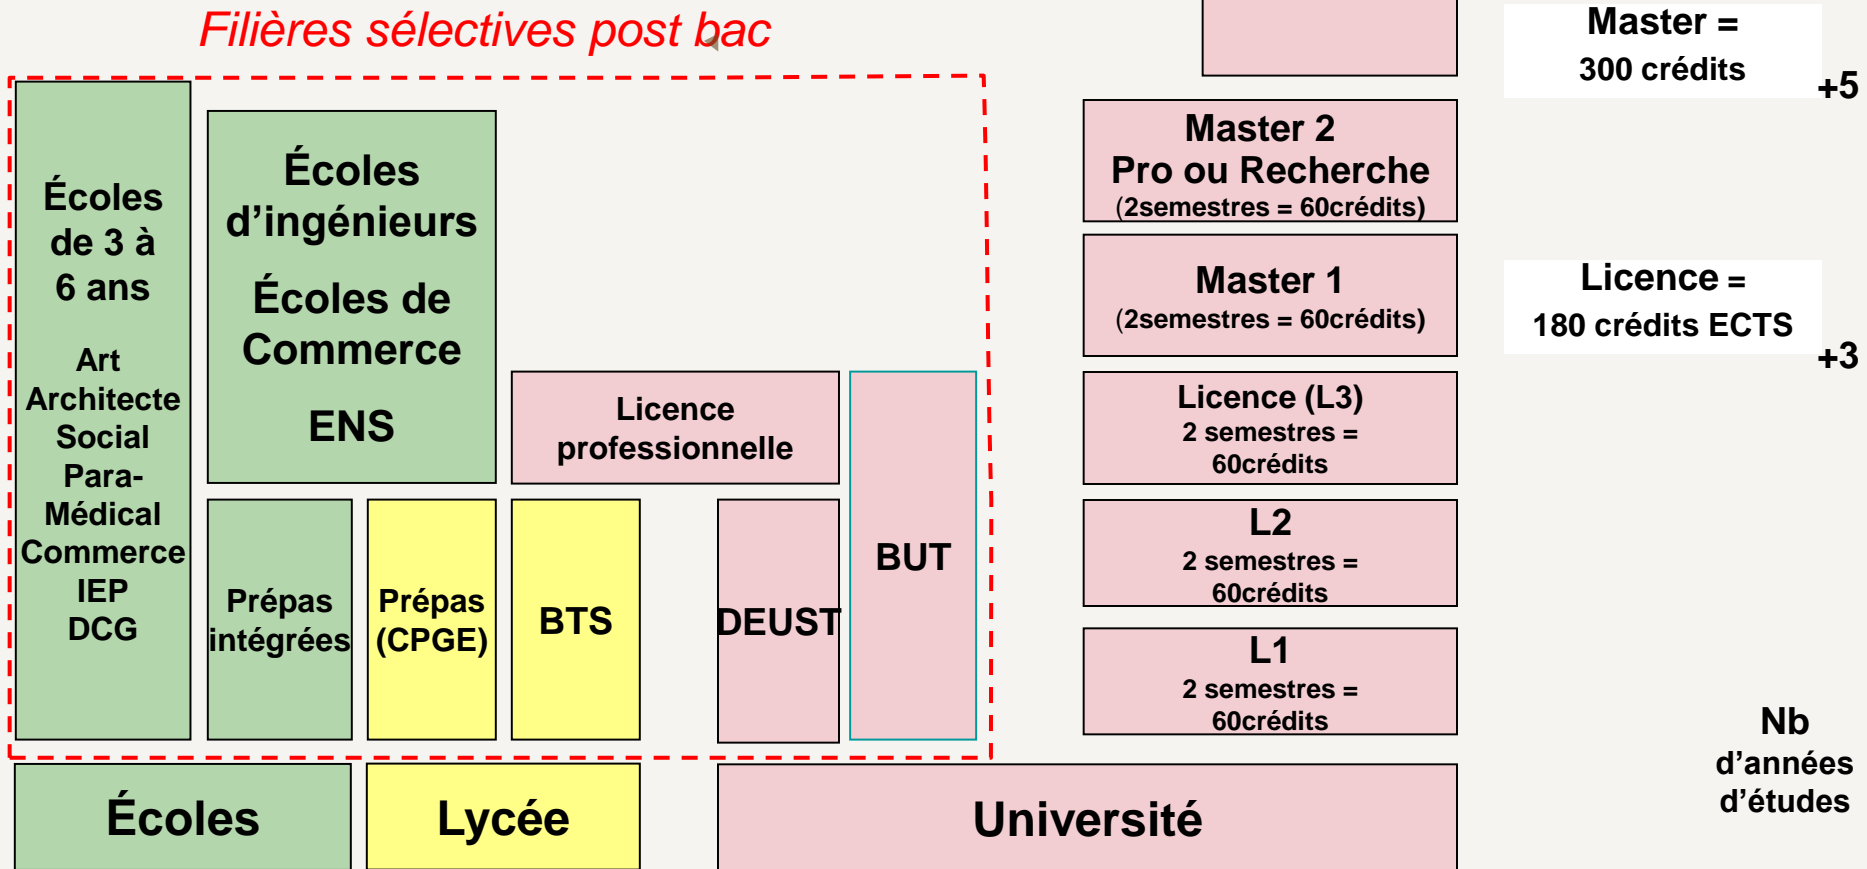 Filières sélectives post bac
Master =
300 crédits
+5
Écoles
de 3 à
6 ans
Art
Architecte
Social
Para-
Médical
Commerce
IEP
DCG
Écoles
d’ingénieurs
Écoles de
Commerce
ENS
Licence
professionnelle
Prépas
intégrées
Prépas
(CPGE)
BTS
DEUST
BUT
Master 2
Pro ou Recherche
(2semestres = 60crédits)
Master 1
(2semestres = 60crédits)
Licence =
180 crédits ECTS
+3
Licence (L3)
2 semestres =
60crédits
L2
2 semestres =
60crédits
L1
2 semestres =
60crédits
Nb
d’années
d’études
Écoles
Lycée
Université